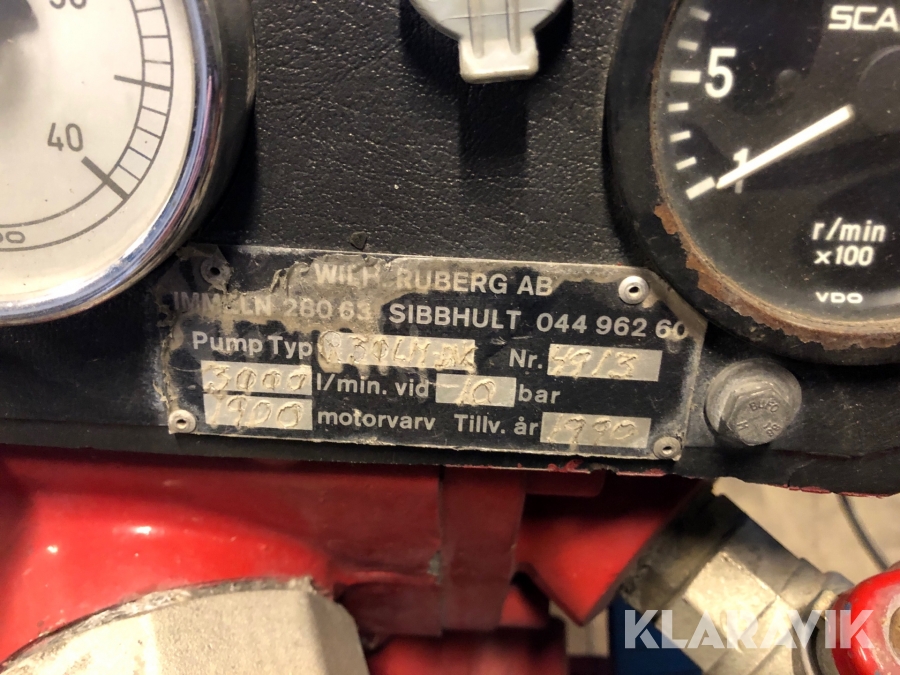 40
SCA
5
1
r/min
x100
VDO
WILH RUBERG AB
IMMELN 280 63 SIBBHULT 044 962 60
Pump Typ Nr.
3000 l/min. vid 10 bar
1900 motorvarv Tillv. år 1990
KLARAVIK